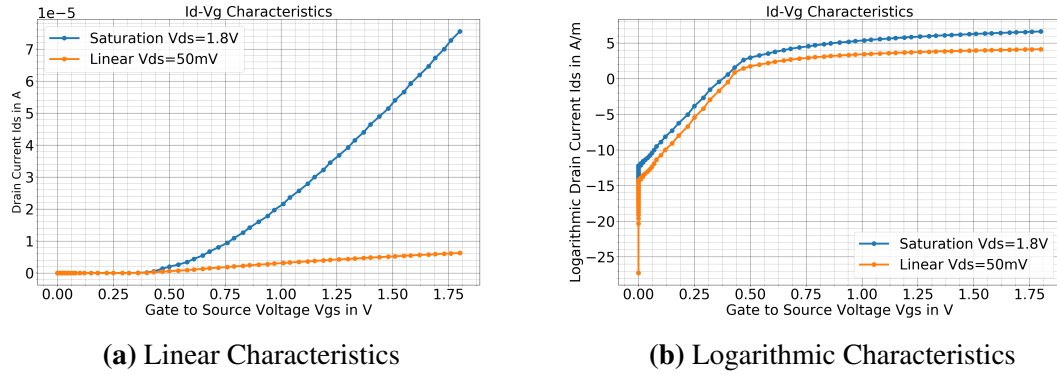 Id-Vg Characteristics
1e−5
Saturation Vds=1.8V
Linear Vds=50mV
7
6
5
4
3
2
1
0
Drain Current Ids in A
0.00 0.25 0.50 0.75 1.00 1.25 1.50 1.75
Gate to Source Voltage Vgs in V
(a) Linear Characteristics
Id-Vg Characteristics
5
0
−5
−10
−15
−20
−25
Logarithmic Drain Current Ids in A/m
Saturation Vds=1.8V
Linear Vds=50mV
0.00 0.25 0.50 0.75 1.00 1.25 1.50 1.75
Gate to Source Voltage Vgs in V
(b) Logarithmic Characteristics